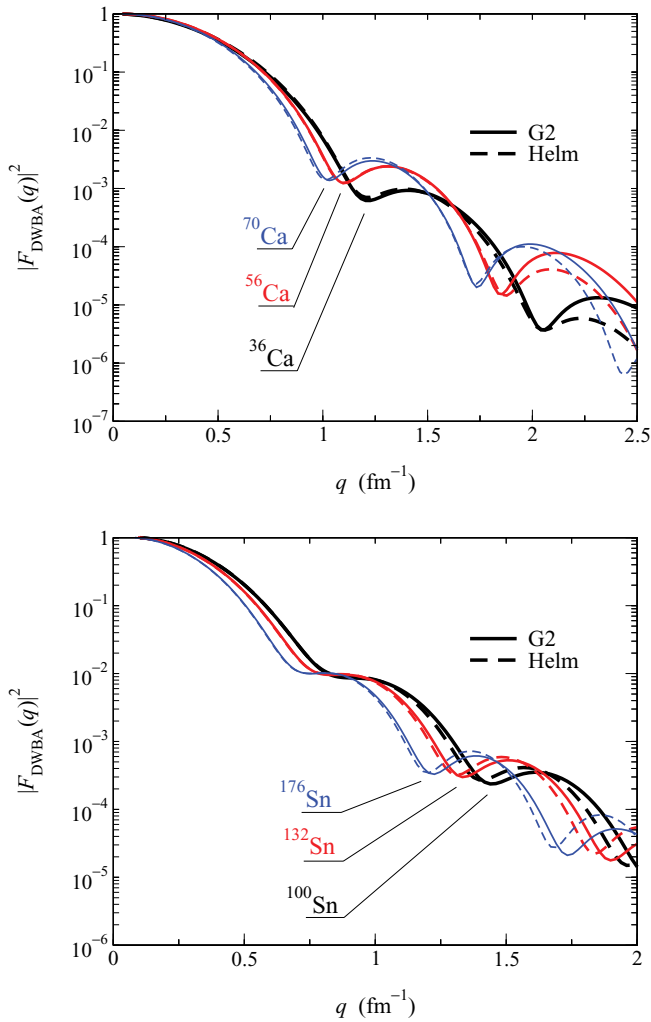 1
10⁻¹
10⁻²
10⁻³
10⁻⁴
10⁻⁵
10⁻⁶
10⁻⁷
|F_DWBA(q)|²
G2
Helm
⁷⁰Ca
⁵⁶Ca
³⁶Ca
0 0.5 1 1.5 2 2.5
q (fm⁻¹)
1
10⁻¹
10⁻²
10⁻³
10⁻⁴
10⁻⁵
10⁻⁶
|F_DWBA(q)|²
G2
Helm
¹⁷⁶Sn
¹³²Sn
¹⁰⁰Sn
0 0.5 1 1.5 2
q (fm⁻¹)